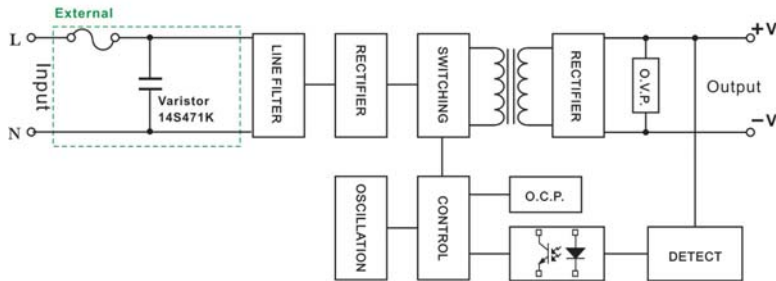 External
L
Input
N
Varistor
14S471K
LINE FILTER
RECTIFIER
SWITCHING
RECTIFIER
O.V.P.
+V
Output
−V
OSCILLATION
CONTROL
O.C.P.
DETECT